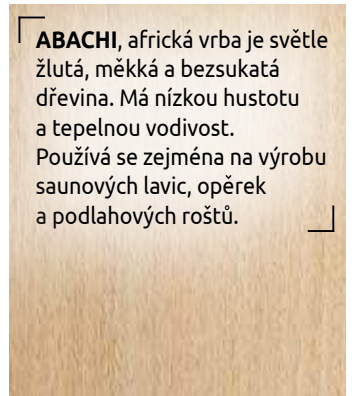 ABACHI, africká vrba je světle
žlutá, měkká a bezsukatá
dřevina. Má nízkou hustotu
a tepelnou vodivost.
Používá se zejména na výrobu
saunových lavic, opěrek
a podlahových roštů.